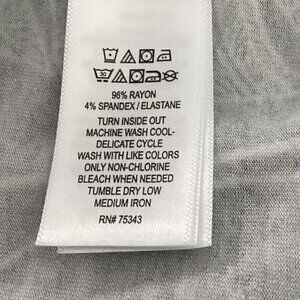 30
96% RAYON
4% SPANDEX / ELASTANE
TURN INSIDE OUT
MACHINE WASH COOL-
DELICATE CYCLE
WASH WITH LIKE COLORS
ONLY NON-CHLORINE
BLEACH WHEN NEEDED
TUMBLE DRY LOW
MEDIUM IRON
RN# 75343